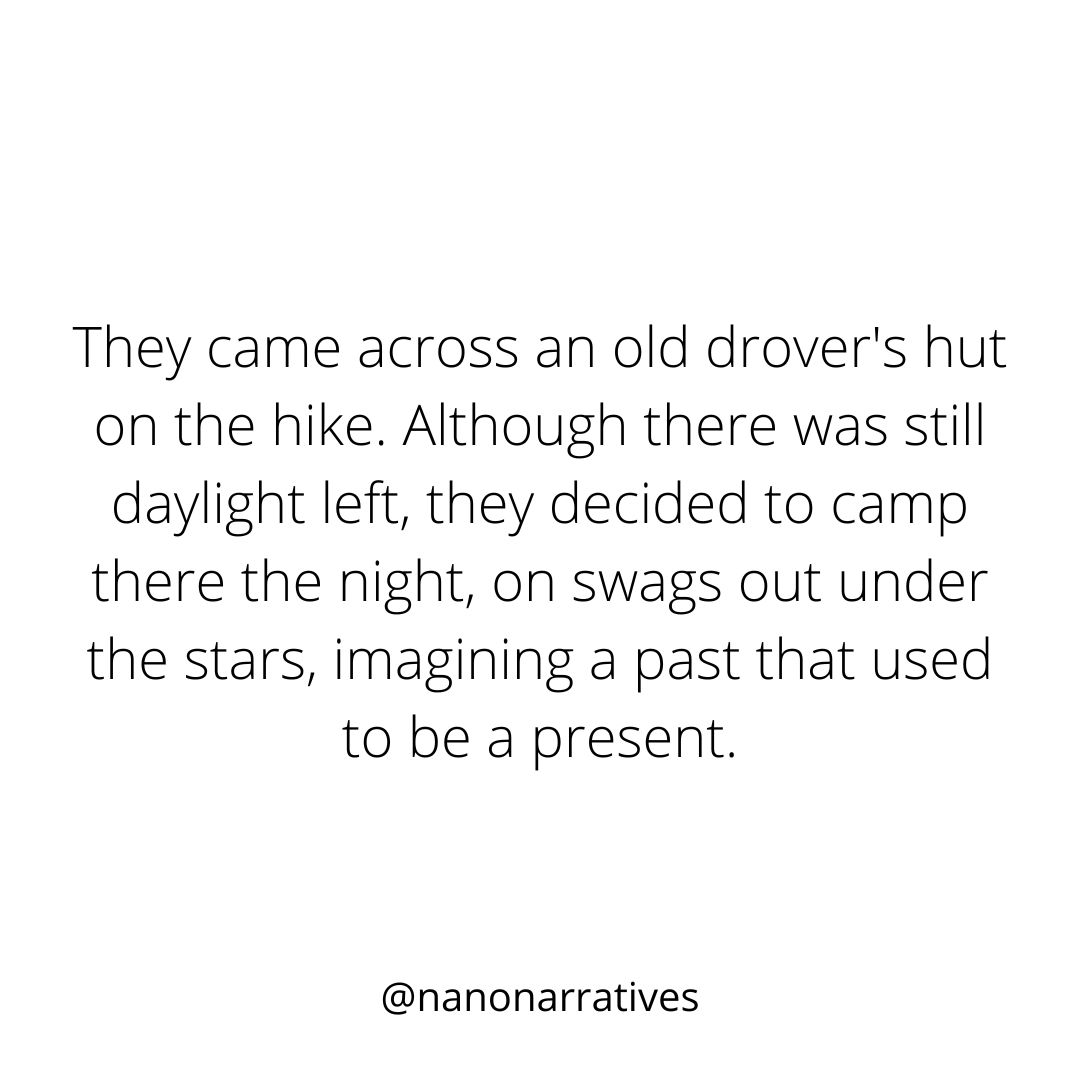 They came across an old drover's hut
on the hike. Although there was still
daylight left, they decided to camp
there the night, on swags out under
the stars, imagining a past that used
to be a present.
@nanonarratives